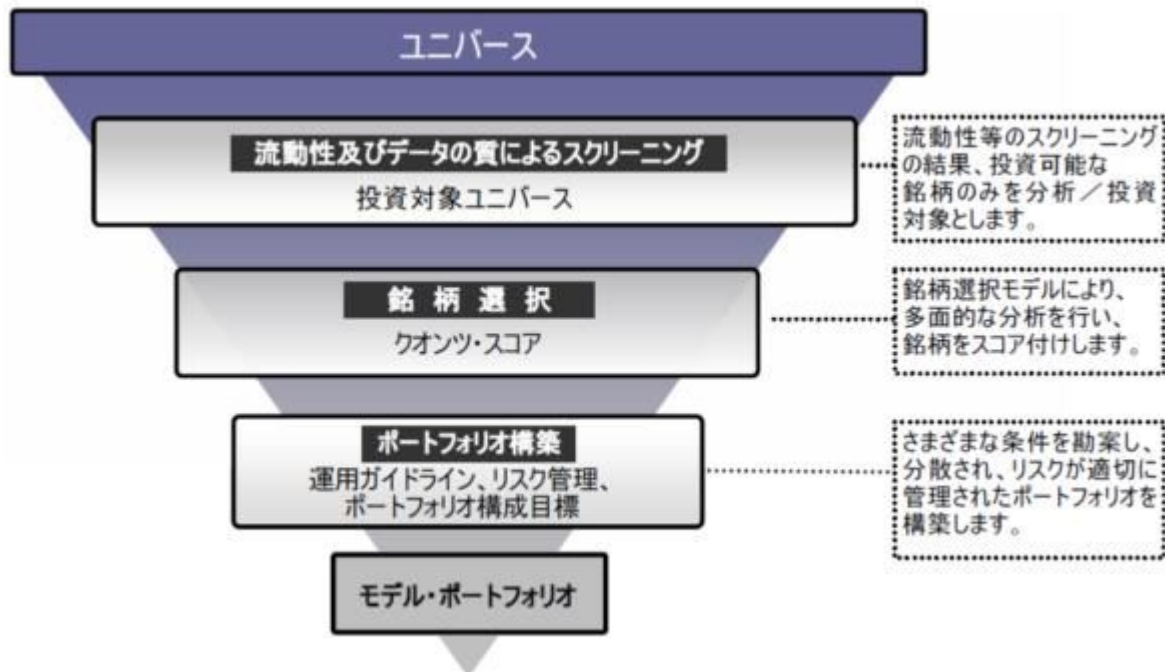 ユニバース
流動性及びデータの質によるスクリーニング
投資対象ユニバース
流動性等のスクリーニング
の結果、投資可能な
銘柄のみを分析／投資
対象とします。
銘柄選択
クオンツ・スコア
銘柄選択モデルにより、
多面的な分析を行い、
銘柄をスコア付けします。
ポートフォリオ構築
運用ガイドライン、リスク管理、
ポートフォリオ構成目標
さまざまな条件を勘案し、
分散され、リスクが適切に
管理されたポートフォリオを
構築します。
モデル・ポートフォリオ